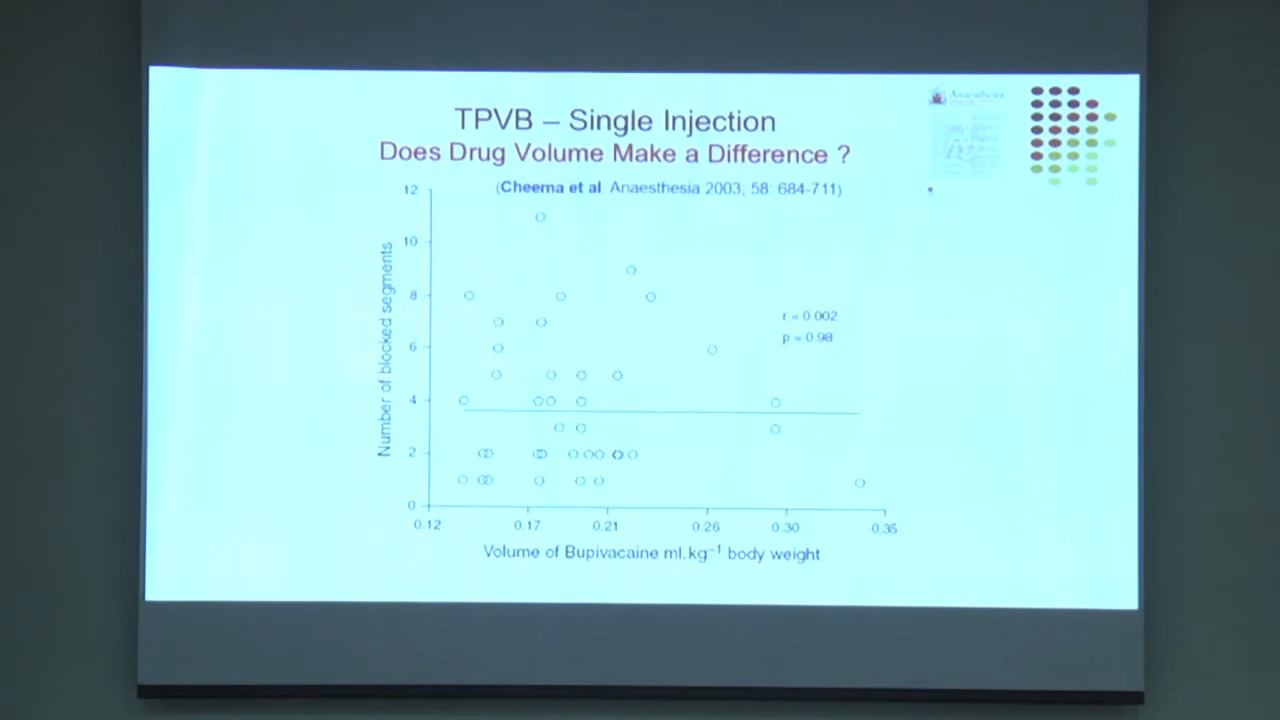 TPVB – Single Injection
Does Drug Volume Make a Difference ?
Anaesthesia
(Cheema et al Anaesthesia 2003; 58: 684-711)
12
10
8
6
4
2
0
Number of blocked segments
r = 0.002
p = 0.98
0.12 0.17 0.21 0.26 0.30 0.35
Volume of Bupivacaine ml.kg⁻¹ body weight